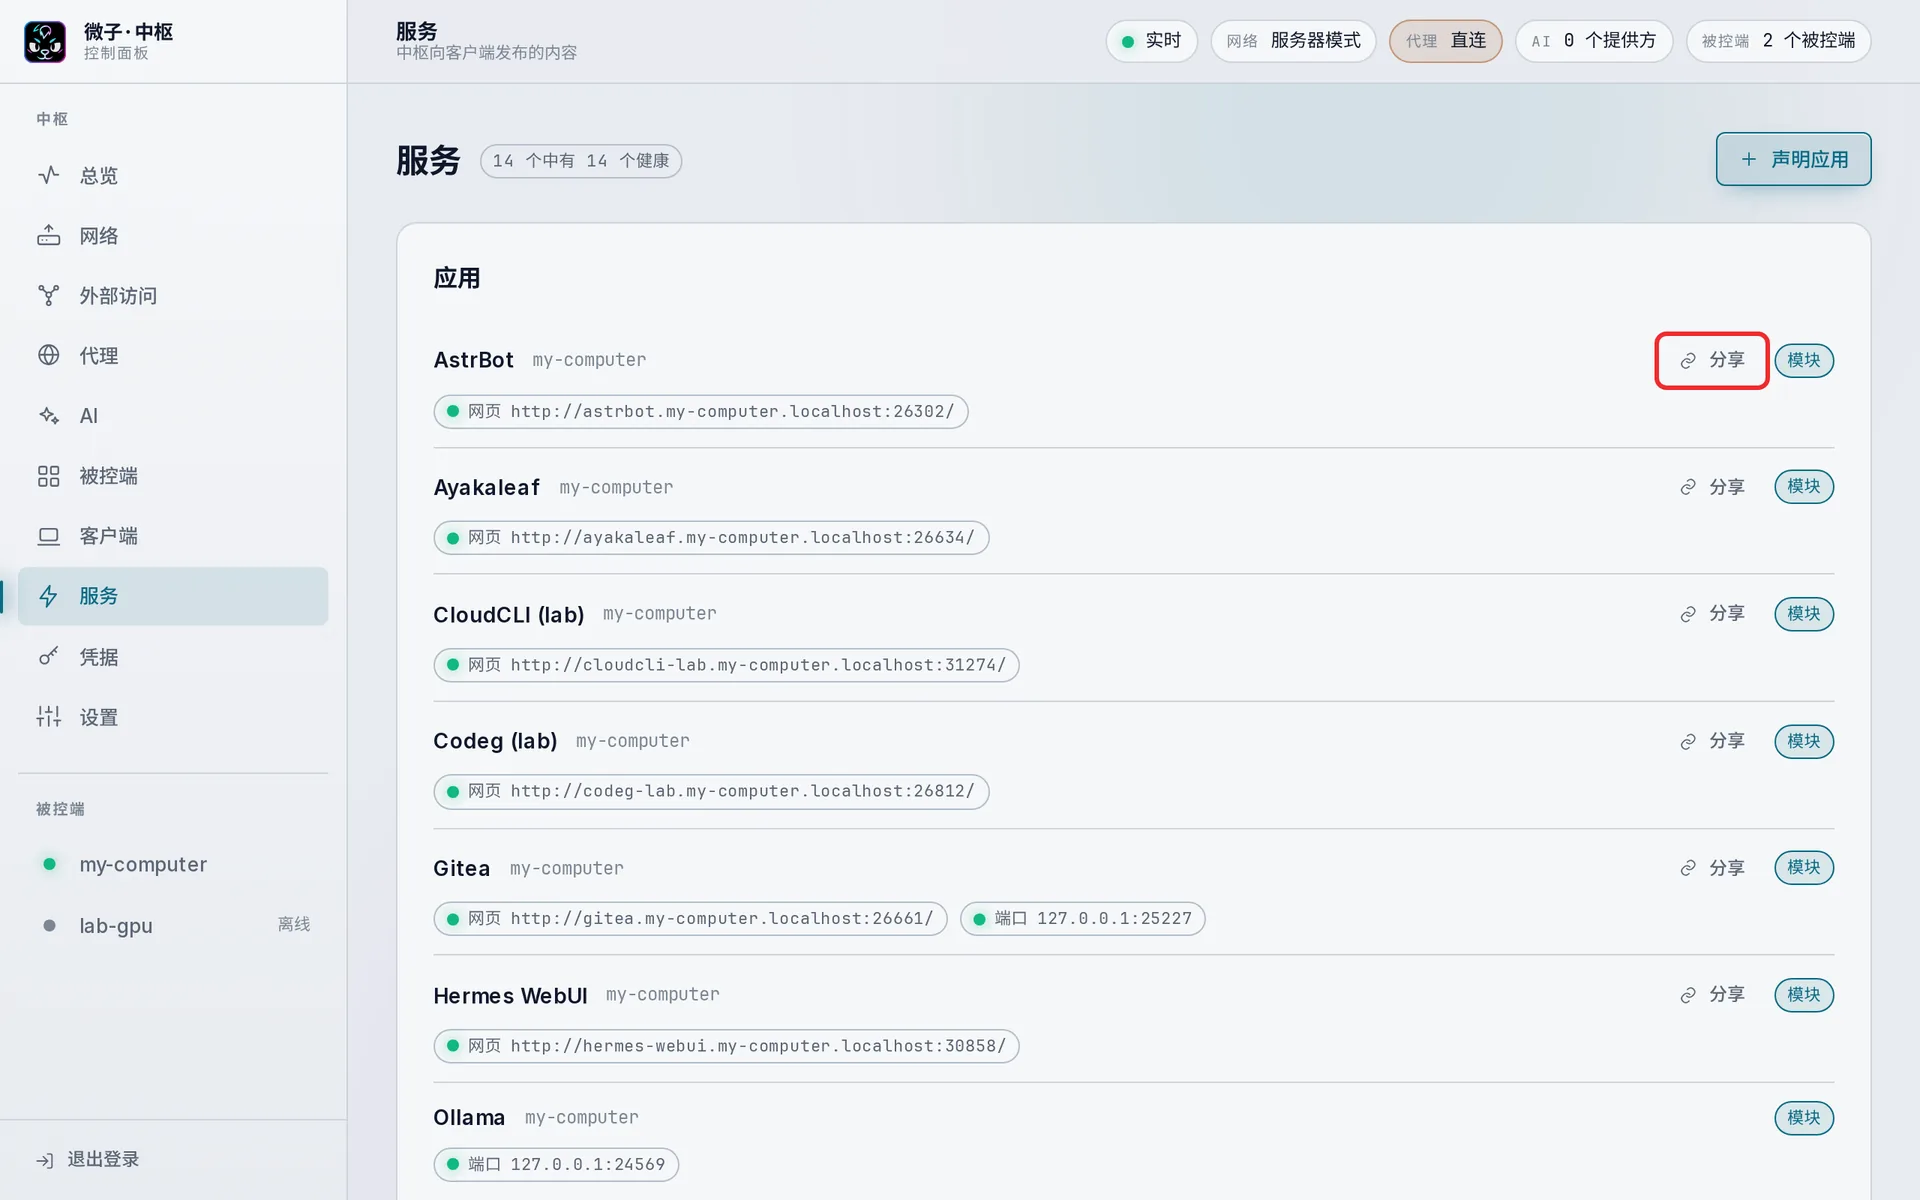 微子·中枢
控制面板
服务
中枢向客户端发布的内容
实时
网络 服务器模式
代理 直连
AI 0 个提供方
被控端 2 个被控端
中枢
总览
网络
外部访问
代理
AI
被控端
客户端
服务
凭据
设置
被控端
my-computer
lab-gpu 离线
退出登录
服务 14 个中有 14 个健康
+ 声明应用
应用
AstrBot my-computer 分享 模块
网页 http://astrbot.my-computer.localhost:26302/
Ayakaleaf my-computer 分享 模块
网页 http://ayakaleaf.my-computer.localhost:26634/
CloudCLI (lab) my-computer 分享 模块
网页 http://cloudcli-lab.my-computer.localhost:31274/
Codeg (lab) my-computer 分享 模块
网页 http://codeg-lab.my-computer.localhost:26812/
Gitea my-computer 分享 模块
网页 http://gitea.my-computer.localhost:26661/ 端口 127.0.0.1:25227
Hermes WebUI my-computer 分享 模块
网页 http://hermes-webui.my-computer.localhost:30858/
Ollama my-computer 模块
端口 127.0.0.1:24569